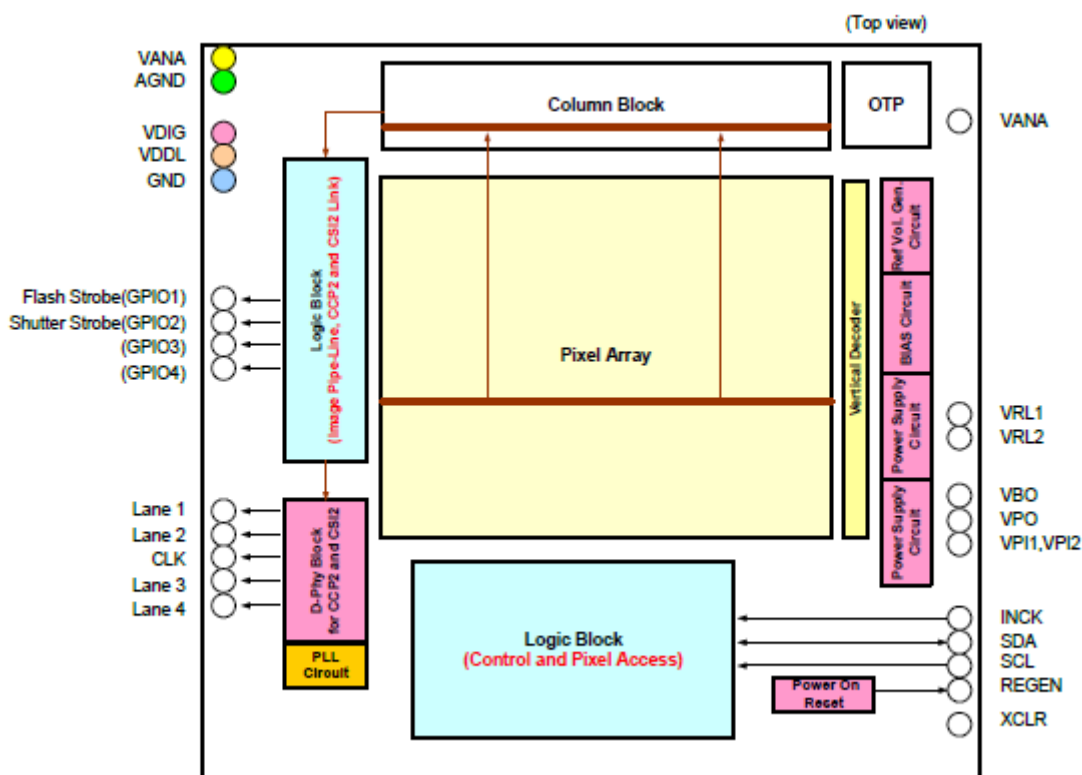 (Top view)
VANA
AGND
VDIG
VDDL
GND
Flash Strobe(GPIO1)
Shutter Strobe(GPIO2)
(GPIO3)
(GPIO4)
Lane 1
Lane 2
CLK
Lane 3
Lane 4
Column Block
OTP
Logic Block
(Image Pipe-Line, CCP2 and CSI2 Link)
Pixel Array
Vertical Decoder
Ref Vol. Gen.
Circuit
BIAS Circuit
Power Supply
Circuit
Power Supply
Circuit
D-Phy Block
for CCP2 and CSI2
PLL
Circuit
Logic Block
(Control and Pixel Access)
Power On
Reset
VANA
VRL1
VRL2
VBO
VPO
VPI1,VPI2
INCK
SDA
SCL
REGEN
XCLR